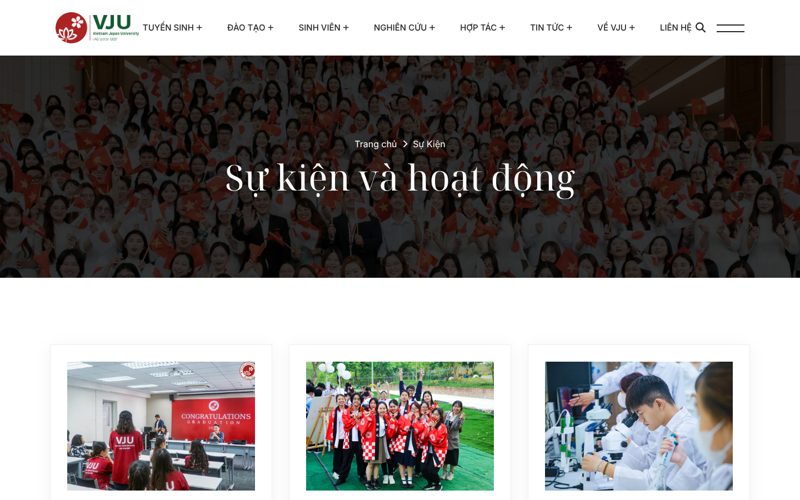 VJU
Vietnam Japan University
TUYỂN SINH +
ĐÀO TẠO +
SINH VIÊN +
NGHIÊN CỨU +
HỢP TÁC +
TIN TỨC +
VỀ VJU +
LIÊN HỆ
Trang chủ > Sự Kiện
Sự kiện và hoạt động
CONGRATULATIONS
GRADUATION
VJU
VJU